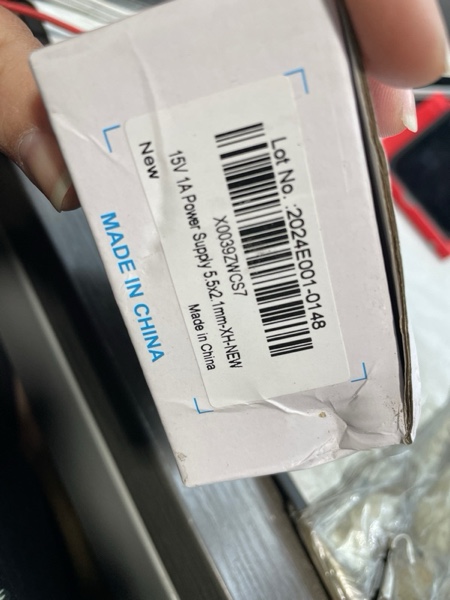 Lot No. :2024E001-0148
X0039ZWCS7
15V 1A Power Supply 5.5x2.1mm-XH-NEW
New
Made in China
MADE IN CHINA